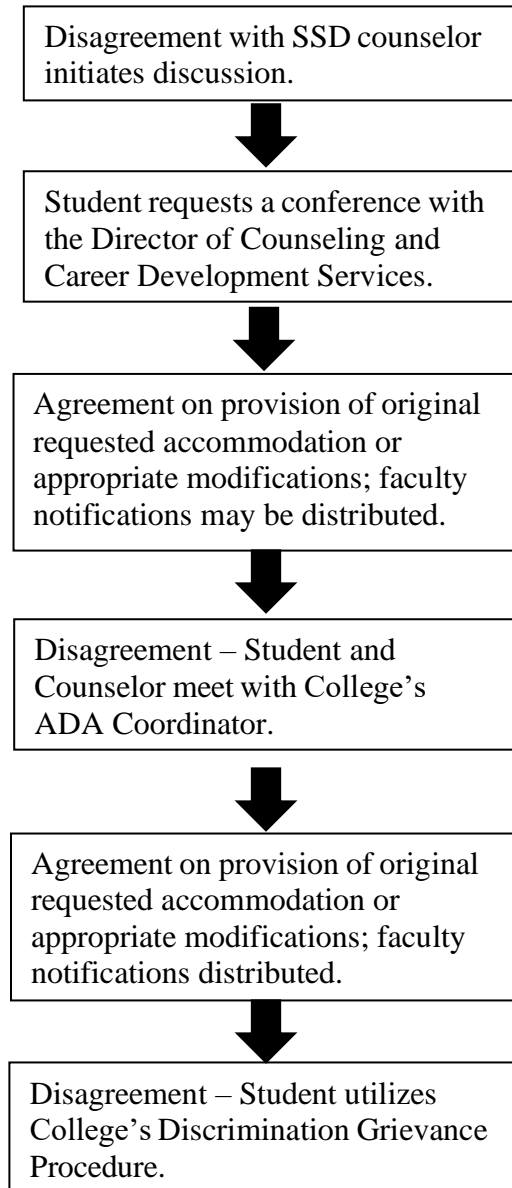 Disagreement with SSD counselor
initiates discussion.
Student requests a conference with
the Director of Counseling and
Career Development Services.
Agreement on provision of original
requested accommodation or
appropriate modifications; faculty
notifications may be distributed.
Disagreement – Student and
Counselor meet with College’s
ADA Coordinator.
Agreement on provision of original
requested accommodation or
appropriate modifications; faculty
notifications distributed.
Disagreement – Student utilizes
College’s Discrimination Grievance
Procedure.